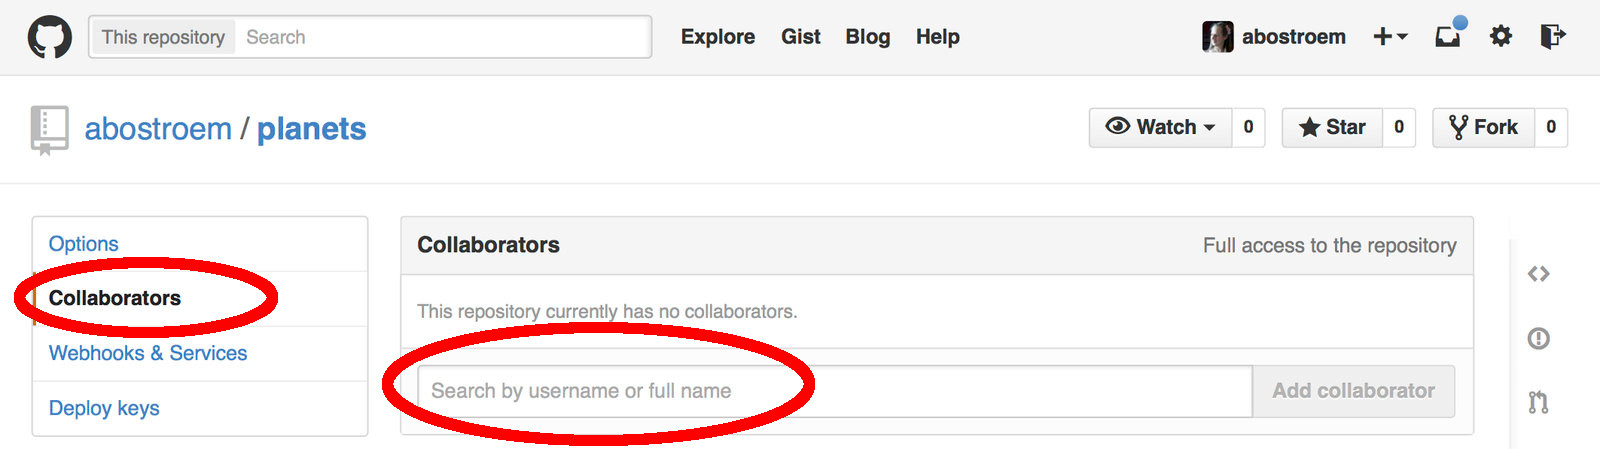 This repository Search Explore Gist Blog Help abostroem
abostroem / planets Watch 0 Star 0 Fork 0
Options
Collaborators
Webhooks & Services
Deploy keys
Collaborators Full access to the repository
This repository currently has no collaborators.
Search by username or full name Add collaborator